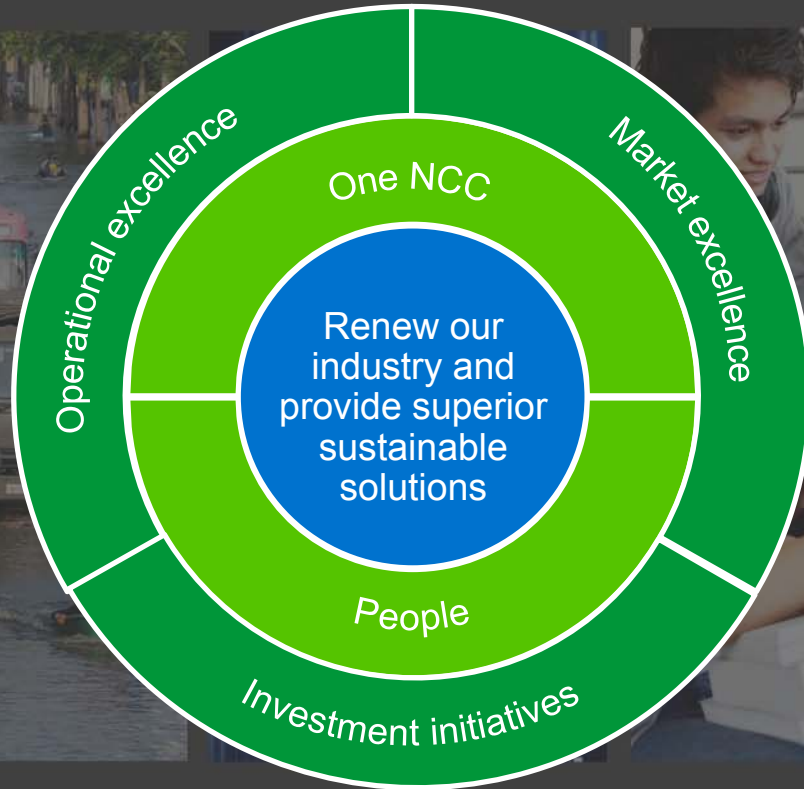 Operational excellence
Market excellence
One NCC
Renew our
industry and
provide superior
sustainable
solutions
People
Investment initiatives